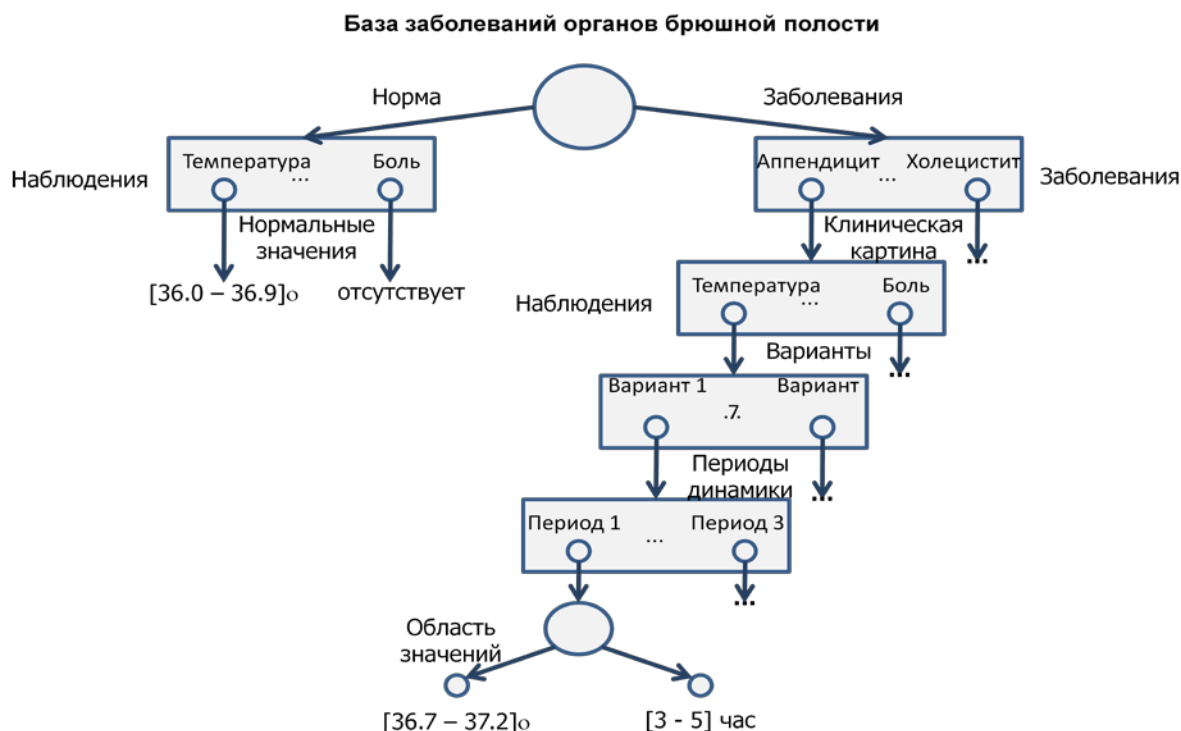 База заболеваний органов брюшной полости
Норма
Заболевания
Наблюдения
Температура ... Боль
Аппендицит ... Холецистит
Заболевания
Нормальные
значения
Клиническая
картина
...
[36.0 – 36.9]о
отсутствует
Наблюдения
Температура ... Боль
Варианты
...
Вариант 1 .7. Вариант
Периоды
динамики
...
Период 1 ... Период 3
...
Область
значений
[36.7 – 37.2]о
[3 - 5] час